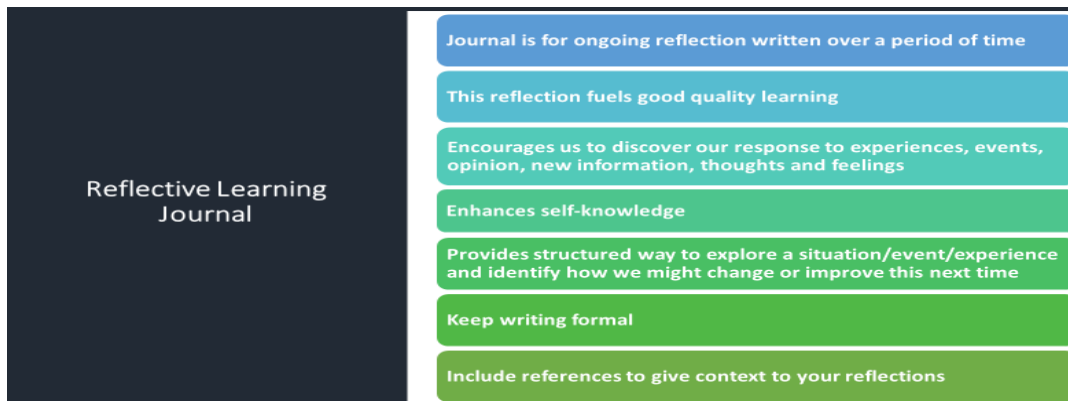 Reflective Learning
Journal
Journal is for ongoing reflection written over a period of time
This reflection fuels good quality learning
Encourages us to discover our response to experiences, events,
opinion, new information, thoughts and feelings
Enhances self-knowledge
Provides structured way to explore a situation/event/experience
and identify how we might change or improve this next time
Keep writing formal
Include references to give context to your reflections